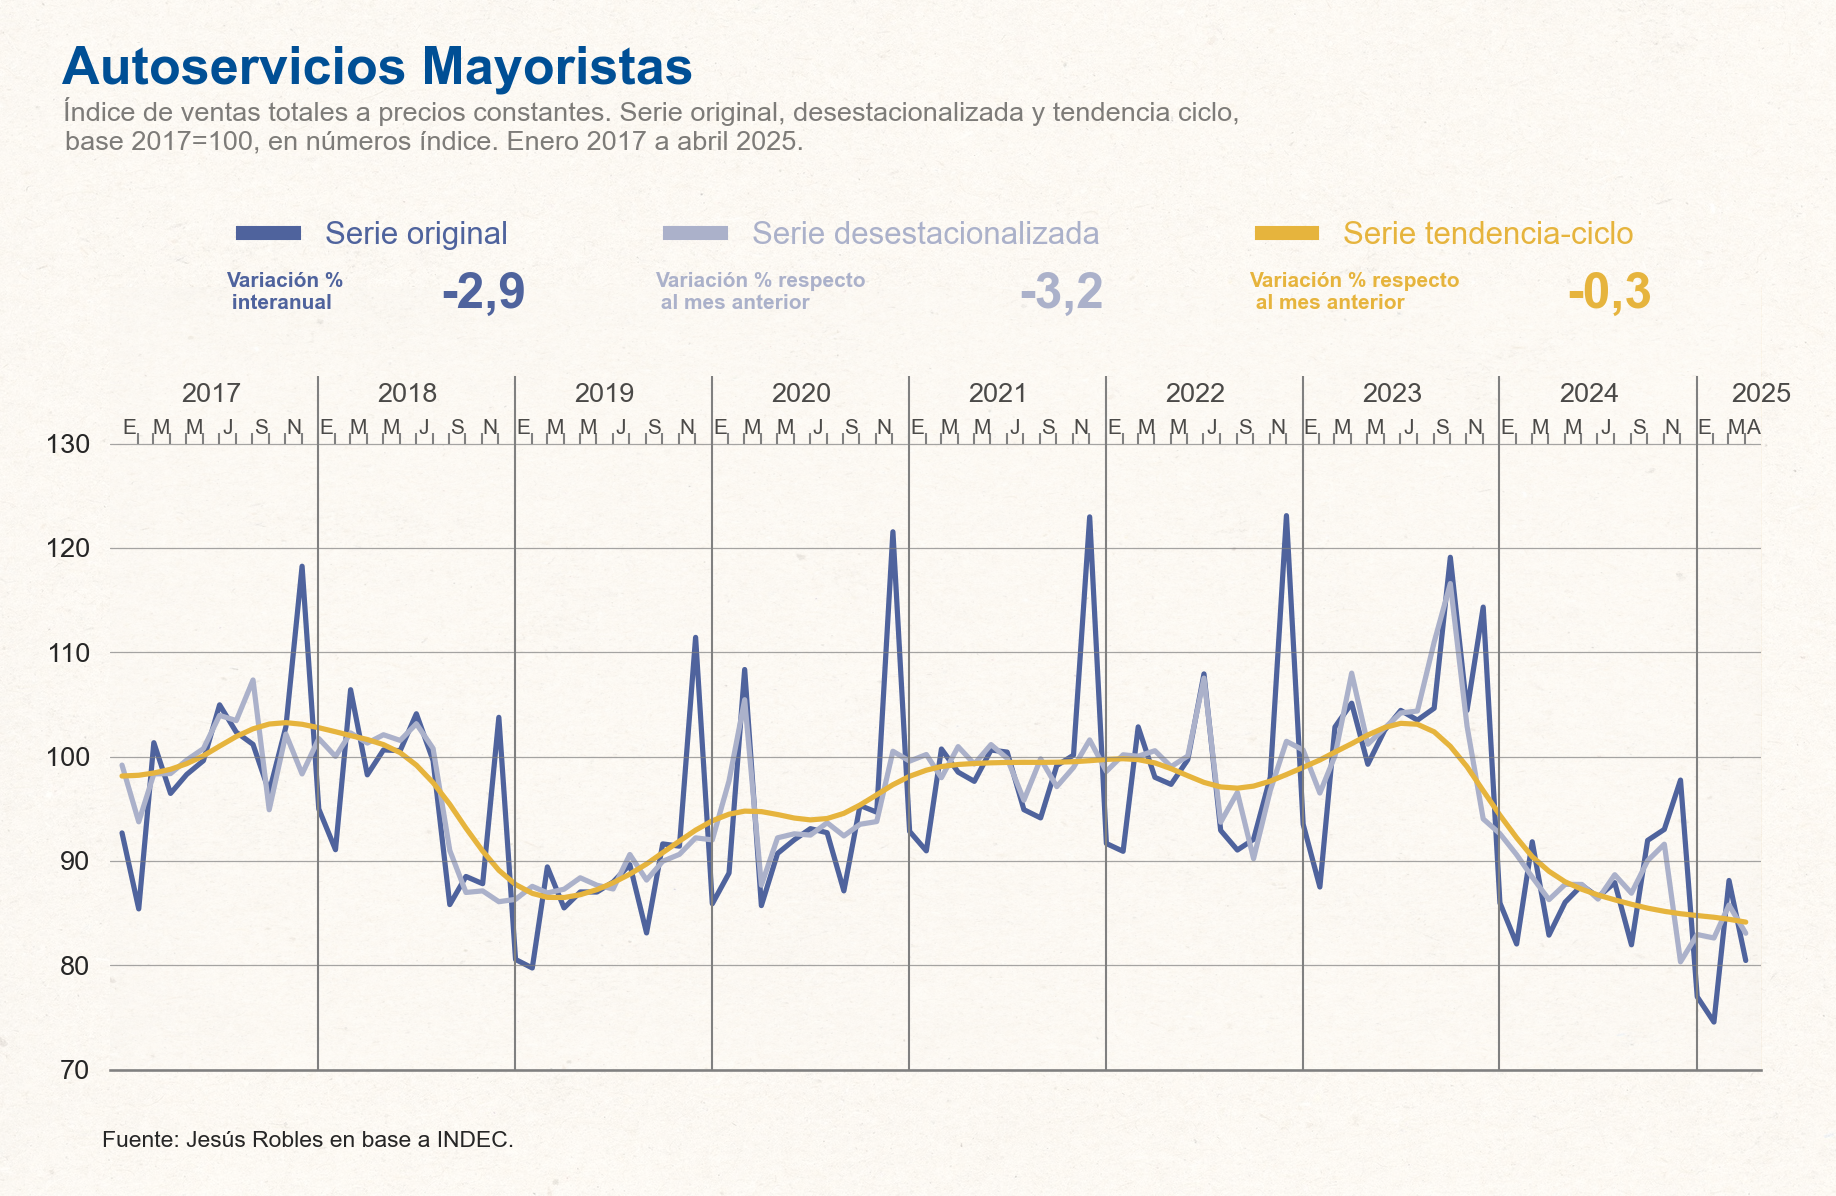 Autoservicios Mayoristas
Índice de ventas totales a precios constantes. Serie original, desestacionalizada y tendencia ciclo,
base 2017=100, en números índice. Enero 2017 a abril 2025.
Serie original Serie desestacionalizada Serie tendencia-ciclo
Variación % interanual -2,9
Variación % respecto al mes anterior -3,2
Variación % respecto al mes anterior -0,3
2017 2018 2019 2020 2021 2022 2023 2024 2025
E M M J S N E M M J S N E M M J S N E M M J S N E M M J S N E M M J S N E M M J S N E M M J S N E M A
130
120
110
100
90
80
70
Fuente: Jesús Robles en base a INDEC.